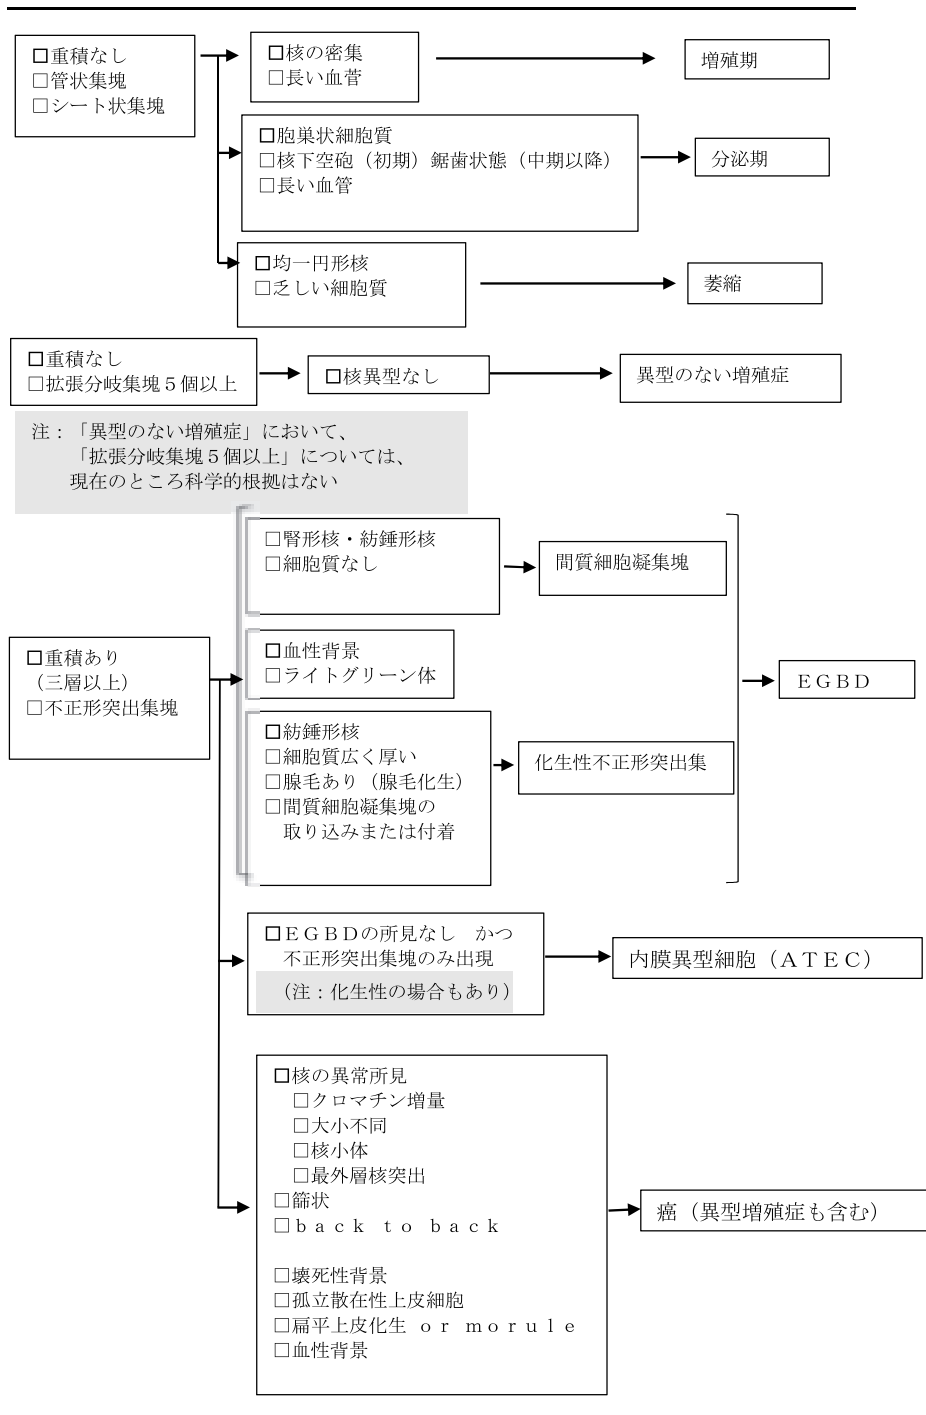 □重積なし
□管状集塊
□シート状集塊
□核の密集
□長い血菅
増殖期
□胞巣状細胞質
□核下空砲（初期）鋸歯状態（中期以降）
□長い血管
分泌期
□均一円形核
□乏しい細胞質
萎縮
□重積なし
□拡張分岐集塊５個以上
□核異型なし
異型のない増殖症
注：「異型のない増殖症」において、
「拡張分岐集塊５個以上」については、
現在のところ科学的根拠はない
□腎形核・紡錘形核
□細胞質なし
間質細胞凝集塊
□重積あり
（三層以上）
□不正形突出集塊
□血性背景
□ライトグリーン体
ＥＧＢＤ
□紡錘形核
□細胞質広く厚い
□腺毛あり（腺毛化生）
□間質細胞凝集塊の
取り込みまたは付着
化生性不正形突出集
□ＥＧＢＤの所見なし　かつ
不正形突出集塊のみ出現
（注：化生性の場合もあり）
内膜異型細胞（ＡＴＥＣ）
□核の異常所見
□クロマチン増量
□大小不同
□核小体
□最外層核突出
□篩状
□ｂａｃｋ　ｔｏ　ｂａｃｋ
□壊死性背景
□孤立散在性上皮細胞
□扁平上皮化生　ｏｒ　ｍｏｒｕｌｅ
□血性背景
癌（異型増殖症も含む）